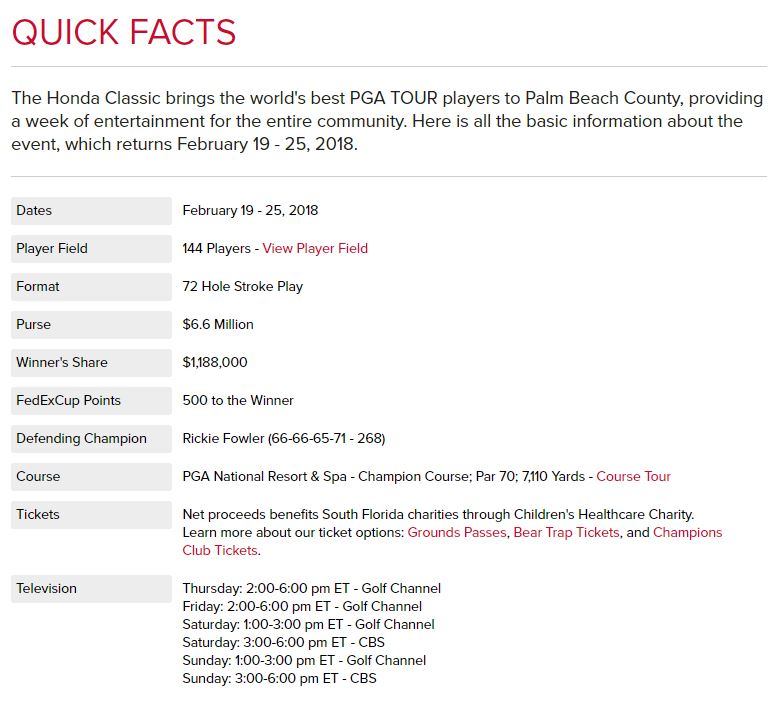 QUICK FACTS
The Honda Classic brings the world's best PGA TOUR players to Palm Beach County, providing
a week of entertainment for the entire community. Here is all the basic information about the
event, which returns February 19 - 25, 2018.
Dates February 19 - 25, 2018
Player Field 144 Players - View Player Field
Format 72 Hole Stroke Play
Purse $6.6 Million
Winner's Share $1,188,000
FedExCup Points 500 to the Winner
Defending Champion Rickie Fowler (66-66-65-71 - 268)
Course PGA National Resort & Spa - Champion Course; Par 70; 7,110 Yards - Course Tour
Tickets Net proceeds benefits South Florida charities through Children's Healthcare Charity.
Learn more about our ticket options: Grounds Passes, Bear Trap Tickets, and Champions
Club Tickets.
Television Thursday: 2:00-6:00 pm ET - Golf Channel
Friday: 2:00-6:00 pm ET - Golf Channel
Saturday: 1:00-3:00 pm ET - Golf Channel
Saturday: 3:00-6:00 pm ET - CBS
Sunday: 1:00-3:00 pm ET - Golf Channel
Sunday: 3:00-6:00 pm ET - CBS